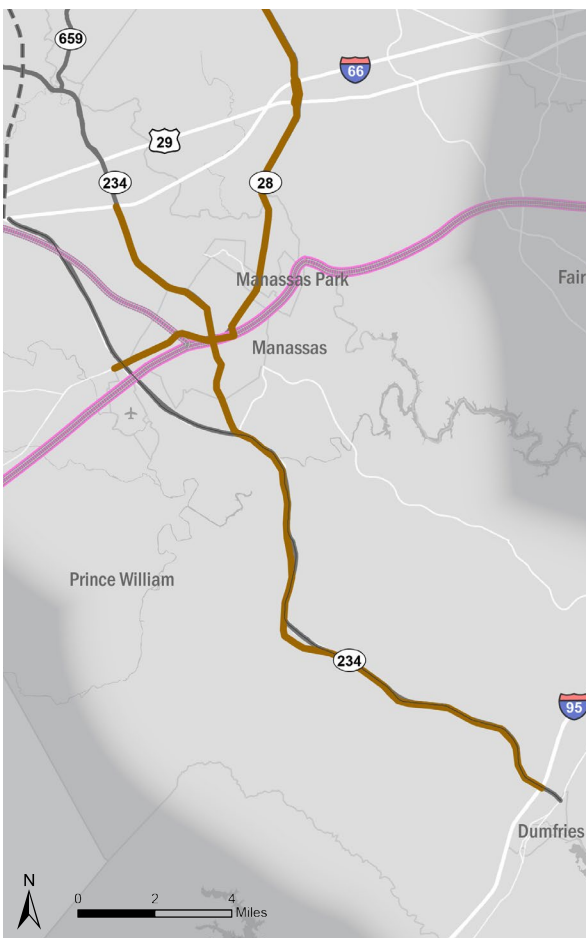 659
66
29
234
28
Manassas Park
Fair
Manassas
Prince William
234
95
Dumfries
N
0 2 4
Miles